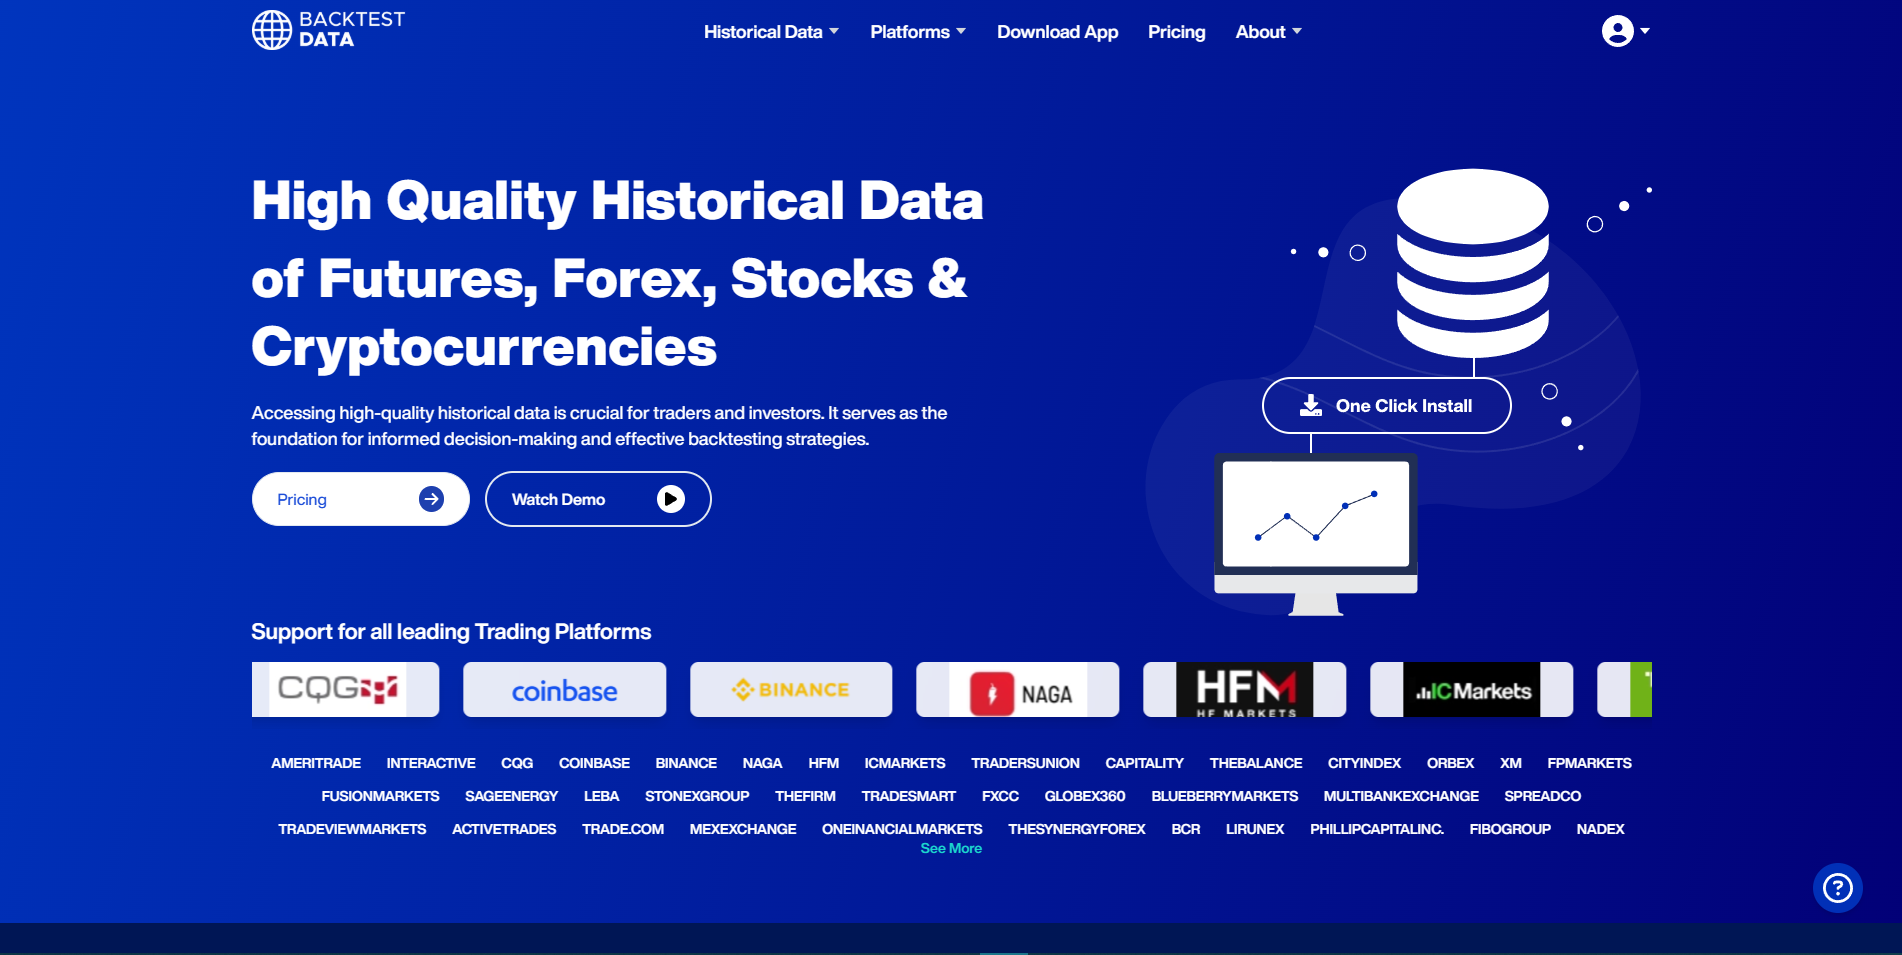 BACKTEST
DATA
Historical Data
Platforms
Download App
Pricing
About
High Quality Historical Data
of Futures, Forex, Stocks &
Cryptocurrencies
Accessing high-quality historical data is crucial for traders and investors. It serves as the
foundation for informed decision-making and effective backtesting strategies.
Pricing
Watch Demo
One Click Install
Support for all leading Trading Platforms
CQG
coinbase
BINANCE
NAGA
HFM
HF MARKETS
IC Markets
AMERITRADE INTERACTIVE CQG COINBASE BINANCE NAGA HFM ICMARKETS TRADERSUNION CAPITALITY THEBALANCE CITYINDEX ORBEX XM FPMARKETS
FUSIONMARKETS SAGEENERGY LEBA STONEXGROUP THEFIRM TRADESMART FXCC GLOBEX360 BLUEBERRYMARKETS MULTIBANKEXCHANGE SPREADCO
TRADEVIEWMARKETS ACTIVETRADES TRADE.COM MEXEXCHANGE ONEINANCIALMARKETS THESYNERGYFOREX BCR LIRUNEX PHILLIPCAPITALINC. FIBOGROUP NADEX
See More
?